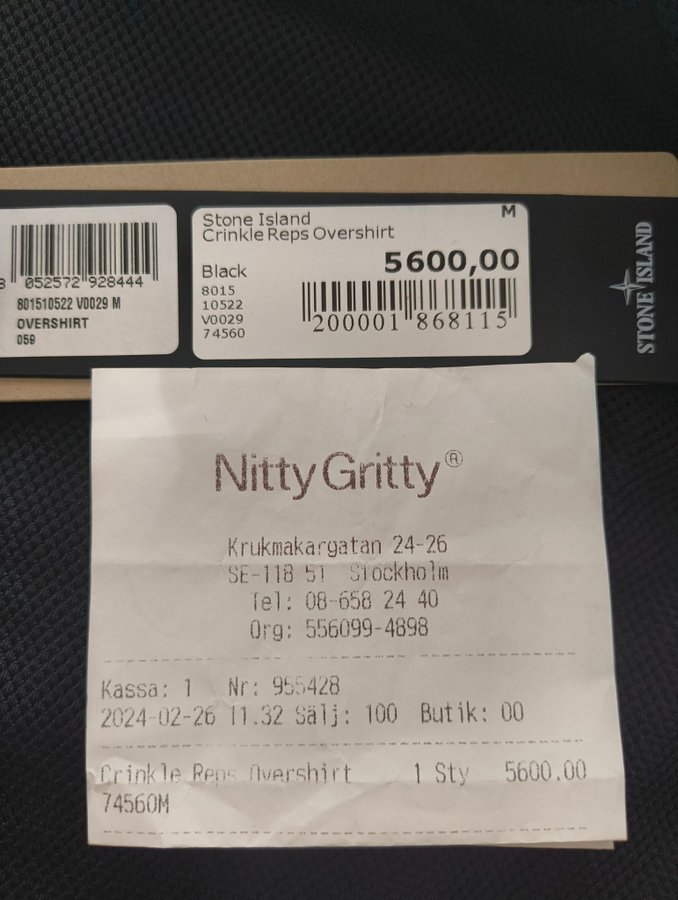 8 052572 928444
801510522 V0029 M
OVERSHIRT
059
Stone Island
Crinkle Reps Overshirt
M
5600,00
Black
8015
10522
V0029
74560
200001 868115
STONE ISLAND
Nitty Gritty®
Krukmakargatan 24-26
SE-118 51 Stockholm
Tel: 08-658 24 40
Org: 556099-4898
Kassa: 1 Nr: 955428
2024-02-26 11.32 Sälj: 100 Butik: 00
Crinkle Reps Overshirt 1 Sty 5600.00
74560M